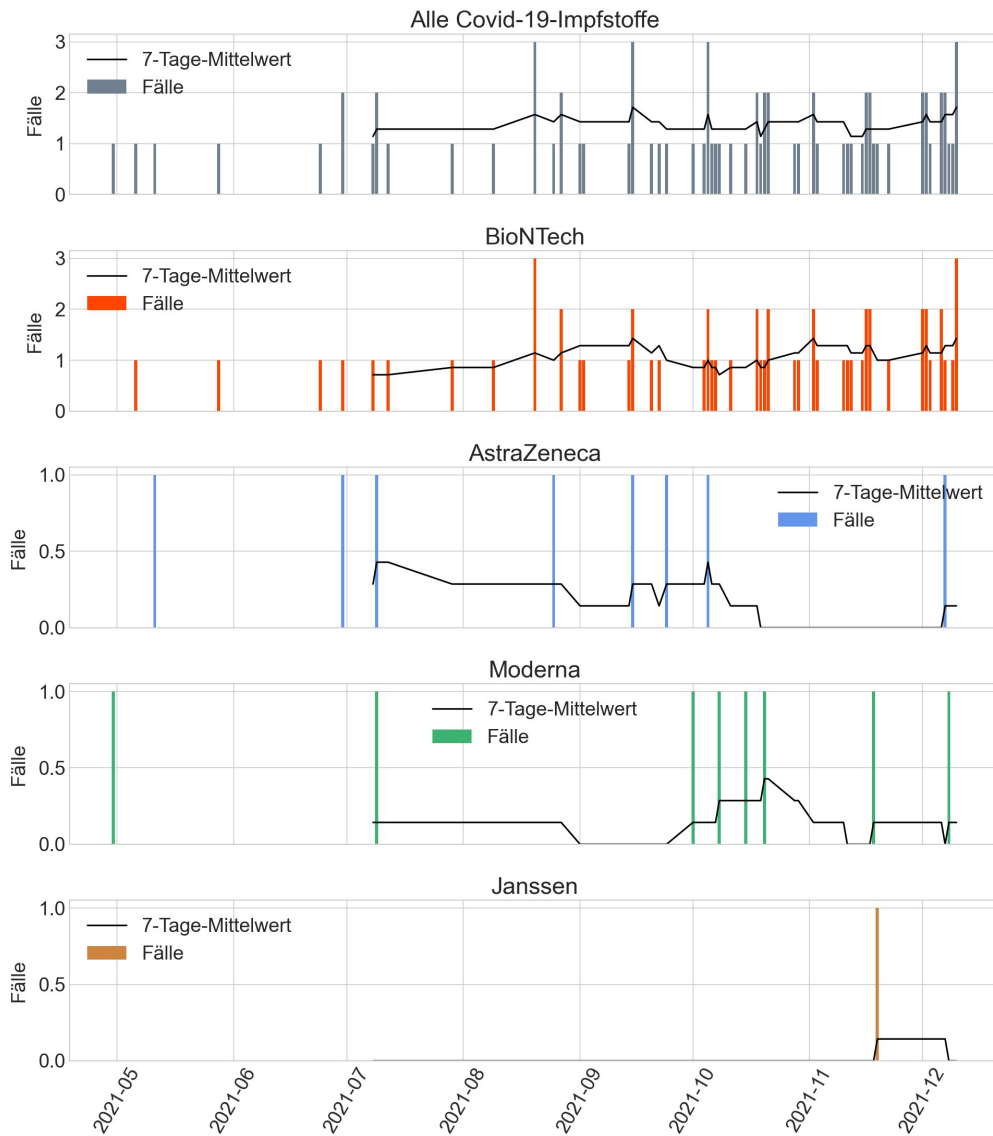 Alle Covid-19-Impfstoffe
3
2
1
0
Fälle
7-Tage-Mittelwert
Fälle
BioNTech
3
2
1
0
Fälle
7-Tage-Mittelwert
Fälle
AstraZeneca
1.0
0.5
0.0
Fälle
7-Tage-Mittelwert
Fälle
Moderna
1.0
0.5
0.0
Fälle
7-Tage-Mittelwert
Fälle
Janssen
1.0
0.5
0.0
Fälle
7-Tage-Mittelwert
Fälle
2021-05
2021-06
2021-07
2021-08
2021-09
2021-10
2021-11
2021-12